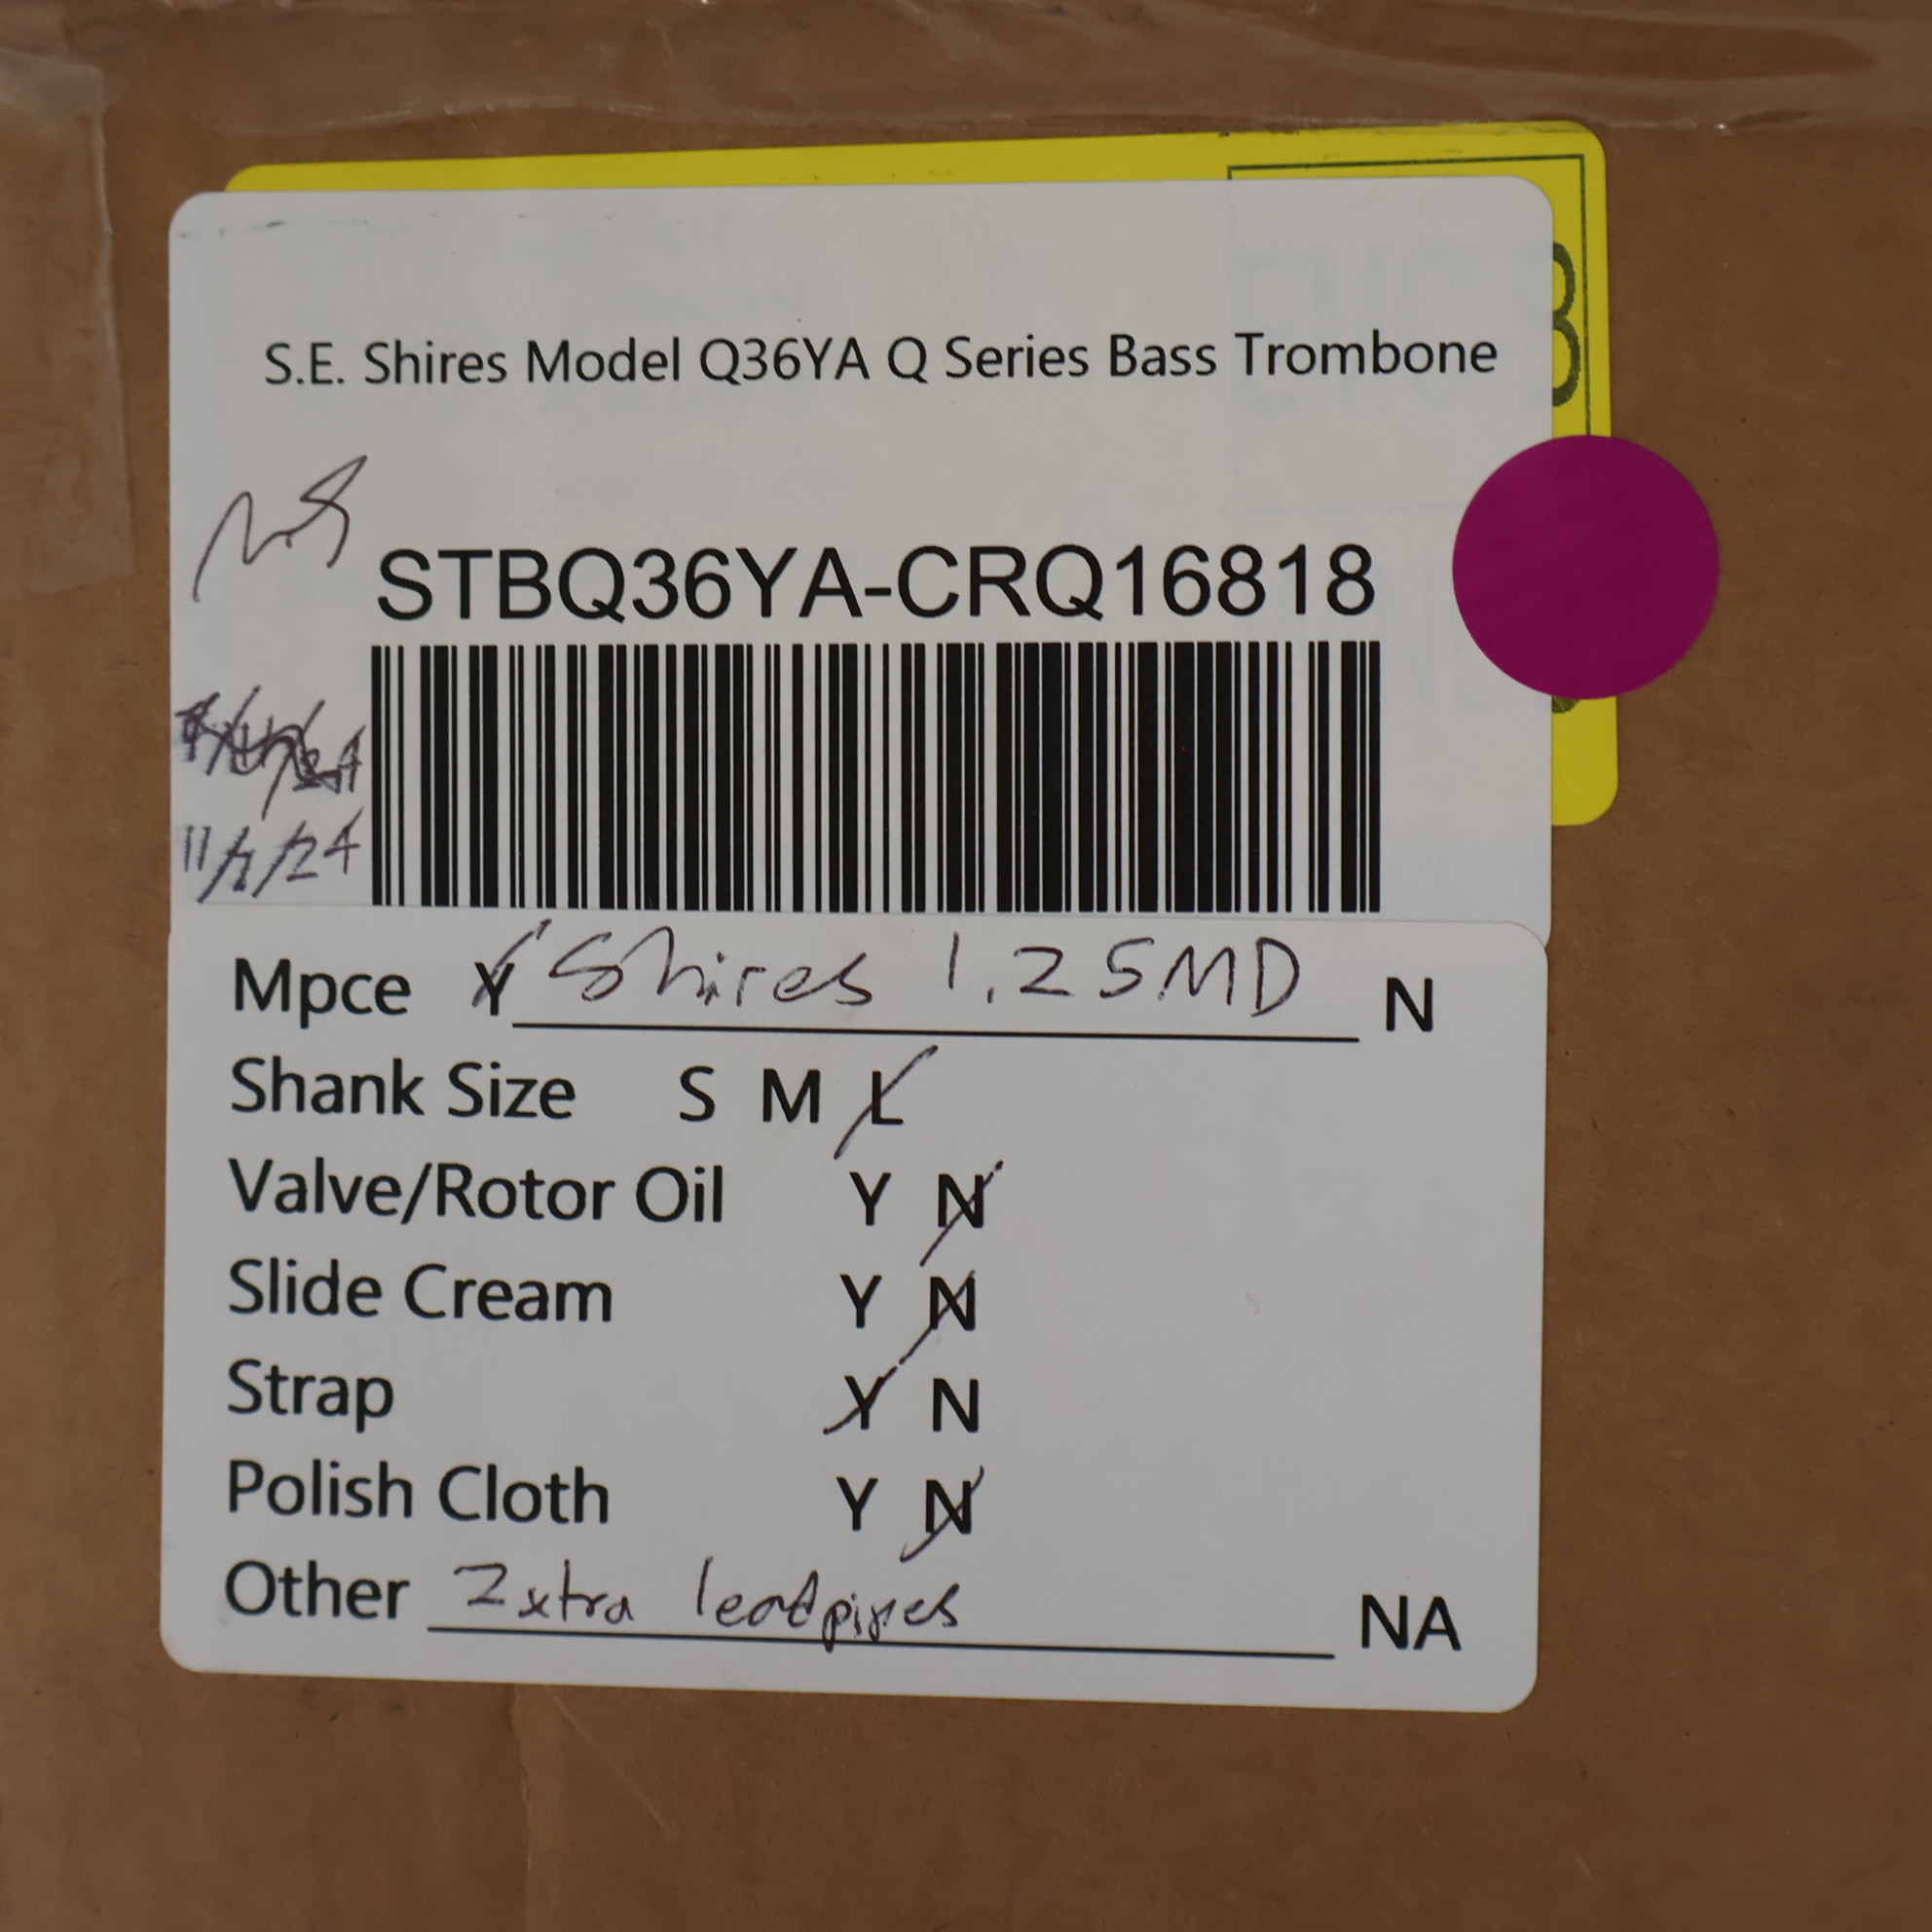 S.E. Shires Model Q36YA Q Series Bass Trombone
STBQ36YA-CRQ16818
11/1/24
Mpce Y Shires 1.25MD N
Shank Size S M L
Valve/Rotor Oil Y N
Slide Cream Y N
Strap Y N
Polish Cloth Y N
Other 2 xtra leadpipes NA